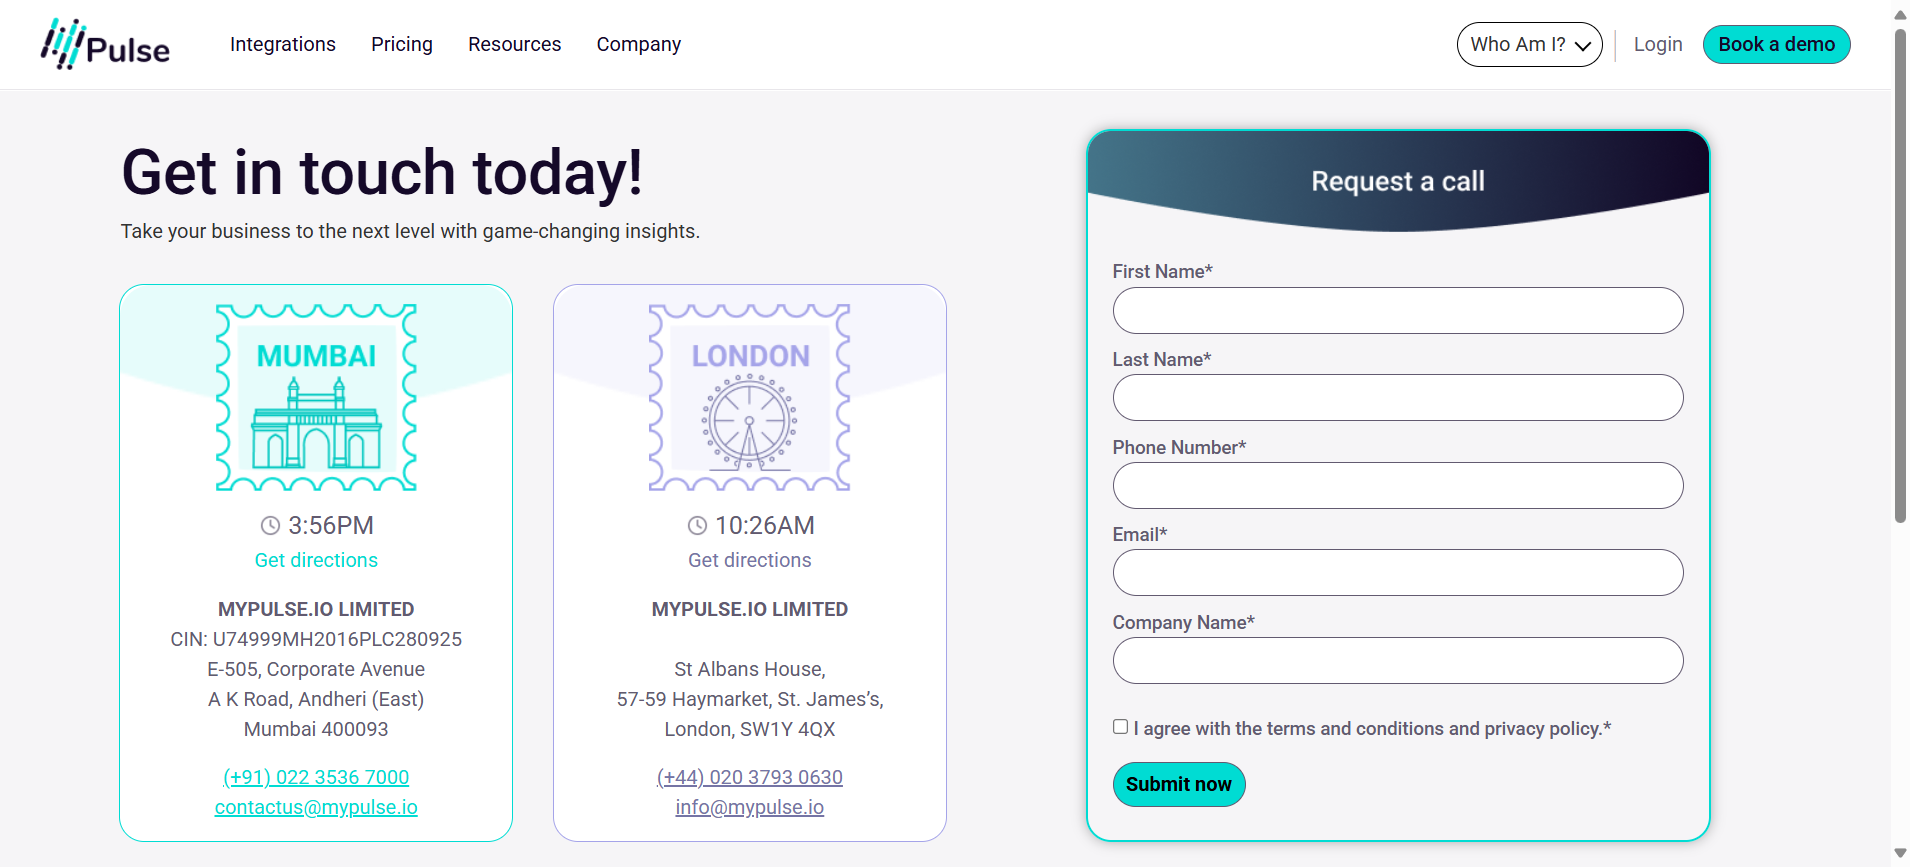 Pulse
Integrations
Pricing
Resources
Company
Who Am I?
Login
Book a demo
Get in touch today!
Take your business to the next level with game-changing insights.
MUMBAI
3:56PM
Get directions
MYPULSE.IO LIMITED
CIN: U74999MH2016PLC280925
E-505, Corporate Avenue
A K Road, Andheri (East)
Mumbai 400093
(+91) 022 3536 7000
contactus@mypulse.io
LONDON
10:26AM
Get directions
MYPULSE.IO LIMITED
St Albans House,
57-59 Haymarket, St. James’s,
London, SW1Y 4QX
(+44) 020 3793 0630
info@mypulse.io
Request a call
First Name*
Last Name*
Phone Number*
Email*
Company Name*
I agree with the terms and conditions and privacy policy.*
Submit now